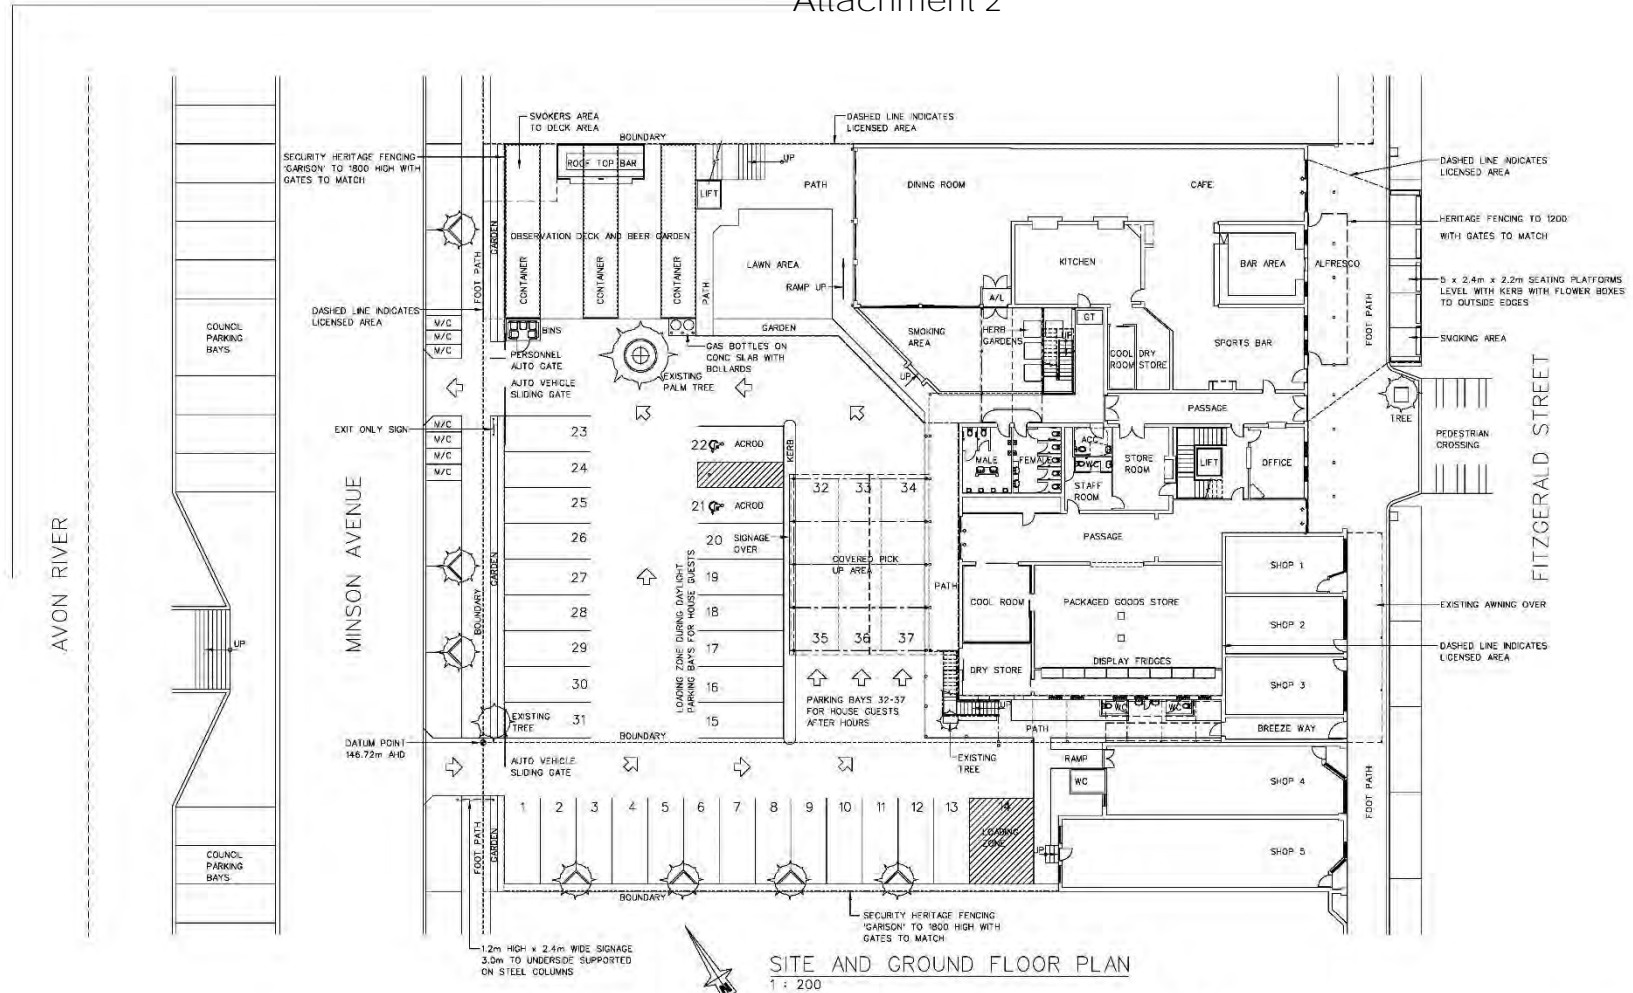 Attachment 2
SMOKERS AREA
TO DECK AREA
BOUNDARY
DASHED LINE INDICATES
LICENSED AREA
SECURITY HERITAGE FENCING
'GARISON' TO 1800 HIGH WITH
GATES TO MATCH
ROOF TOP BAR
UP
LIFT
PATH
DINING ROOM
CAFE
DASHED LINE INDICATES
LICENSED AREA
HERITAGE FENCING TO 1200
WITH GATES TO MATCH
GARDEN
OBSERVATION DECK AND BEER GARDEN
CONTAINER
CONTAINER
CONTAINER
PATH
LAWN AREA
RAMP UP
KITCHEN
BAR AREA
ALFRESCO
5 x 2.4m x 2.2m SEATING PLATFORMS
LEVEL WITH KERB WITH FLOWER BOXES
TO OUTSIDE EDGES
FOOT PATH
A/L
DASHED LINE INDICATES
LICENSED AREA
COUNCIL
PARKING
BAYS
M/C
M/C
M/C
BINS
GARDEN
SMOKING
AREA
HERB
GARDENS
UP
GT
SPORTS BAR
FOOT PATH
SMOKING AREA
GAS BOTTLES ON
CONC SLAB WITH
BOLLARDS
PERSONNEL
AUTO GATE
COOL
ROOM
DRY
STORE
EXISTING
PALM TREE
UP
AUTO VEHICLE
SLIDING GATE
TREE
PASSAGE
EXIT ONLY SIGN
M/C
M/C
M/C
M/C
23
22
ACROD
KERB
PEDESTRIAN
CROSSING
FITZGERALD STREET
24
MALE
FEMALE
ACC
WC
STORE
ROOM
LIFT
OFFICE
STAFF
ROOM
32
33
34
25
21
ACROD
AVON RIVER
MINSON AVENUE
26
20
SIGNAGE
OVER
PASSAGE
COVERED PICK
UP AREA
SHOP 1
27
19
GARDEN
PATH
BOUNDARY
LOADING ZONE DURING DAYLIGHT
PARKING BAYS FOR HOUSE GUESTS
COOL ROOM
PACKAGED GOODS STORE
EXISTING AWNING OVER
28
18
SHOP 2
35
36
37
29
17
UP
DASHED LINE INDICATES
LICENSED AREA
DISPLAY FRIDGES
DRY STORE
30
16
SHOP 3
PARKING BAYS 32-37
FOR HOUSE GUESTS
AFTER HOURS
EXISTING
TREE
31
15
UP
WC
WC
PATH
BREEZE WAY
DATUM POINT
146.72m AHD
BOUNDARY
AUTO VEHICLE
SLIDING GATE
EXISTING
TREE
RAMP
WC
SHOP 4
1
2
3
4
5
6
7
8
9
10
11
12
13
14
LOADING
ZONE
FOOT PATH
FOOT PATH
GARDEN
COUNCIL
PARKING
BAYS
UP
SHOP 5
BOUNDARY
SECURITY HERITAGE FENCING
'GARISON' TO 1800 HIGH WITH
GATES TO MATCH
1.2m HIGH x 2.4m WIDE SIGNAGE
3.0m TO UNDERSIDE SUPPORTED
ON STEEL COLUMNS
N
SITE AND GROUND FLOOR PLAN
1 : 200